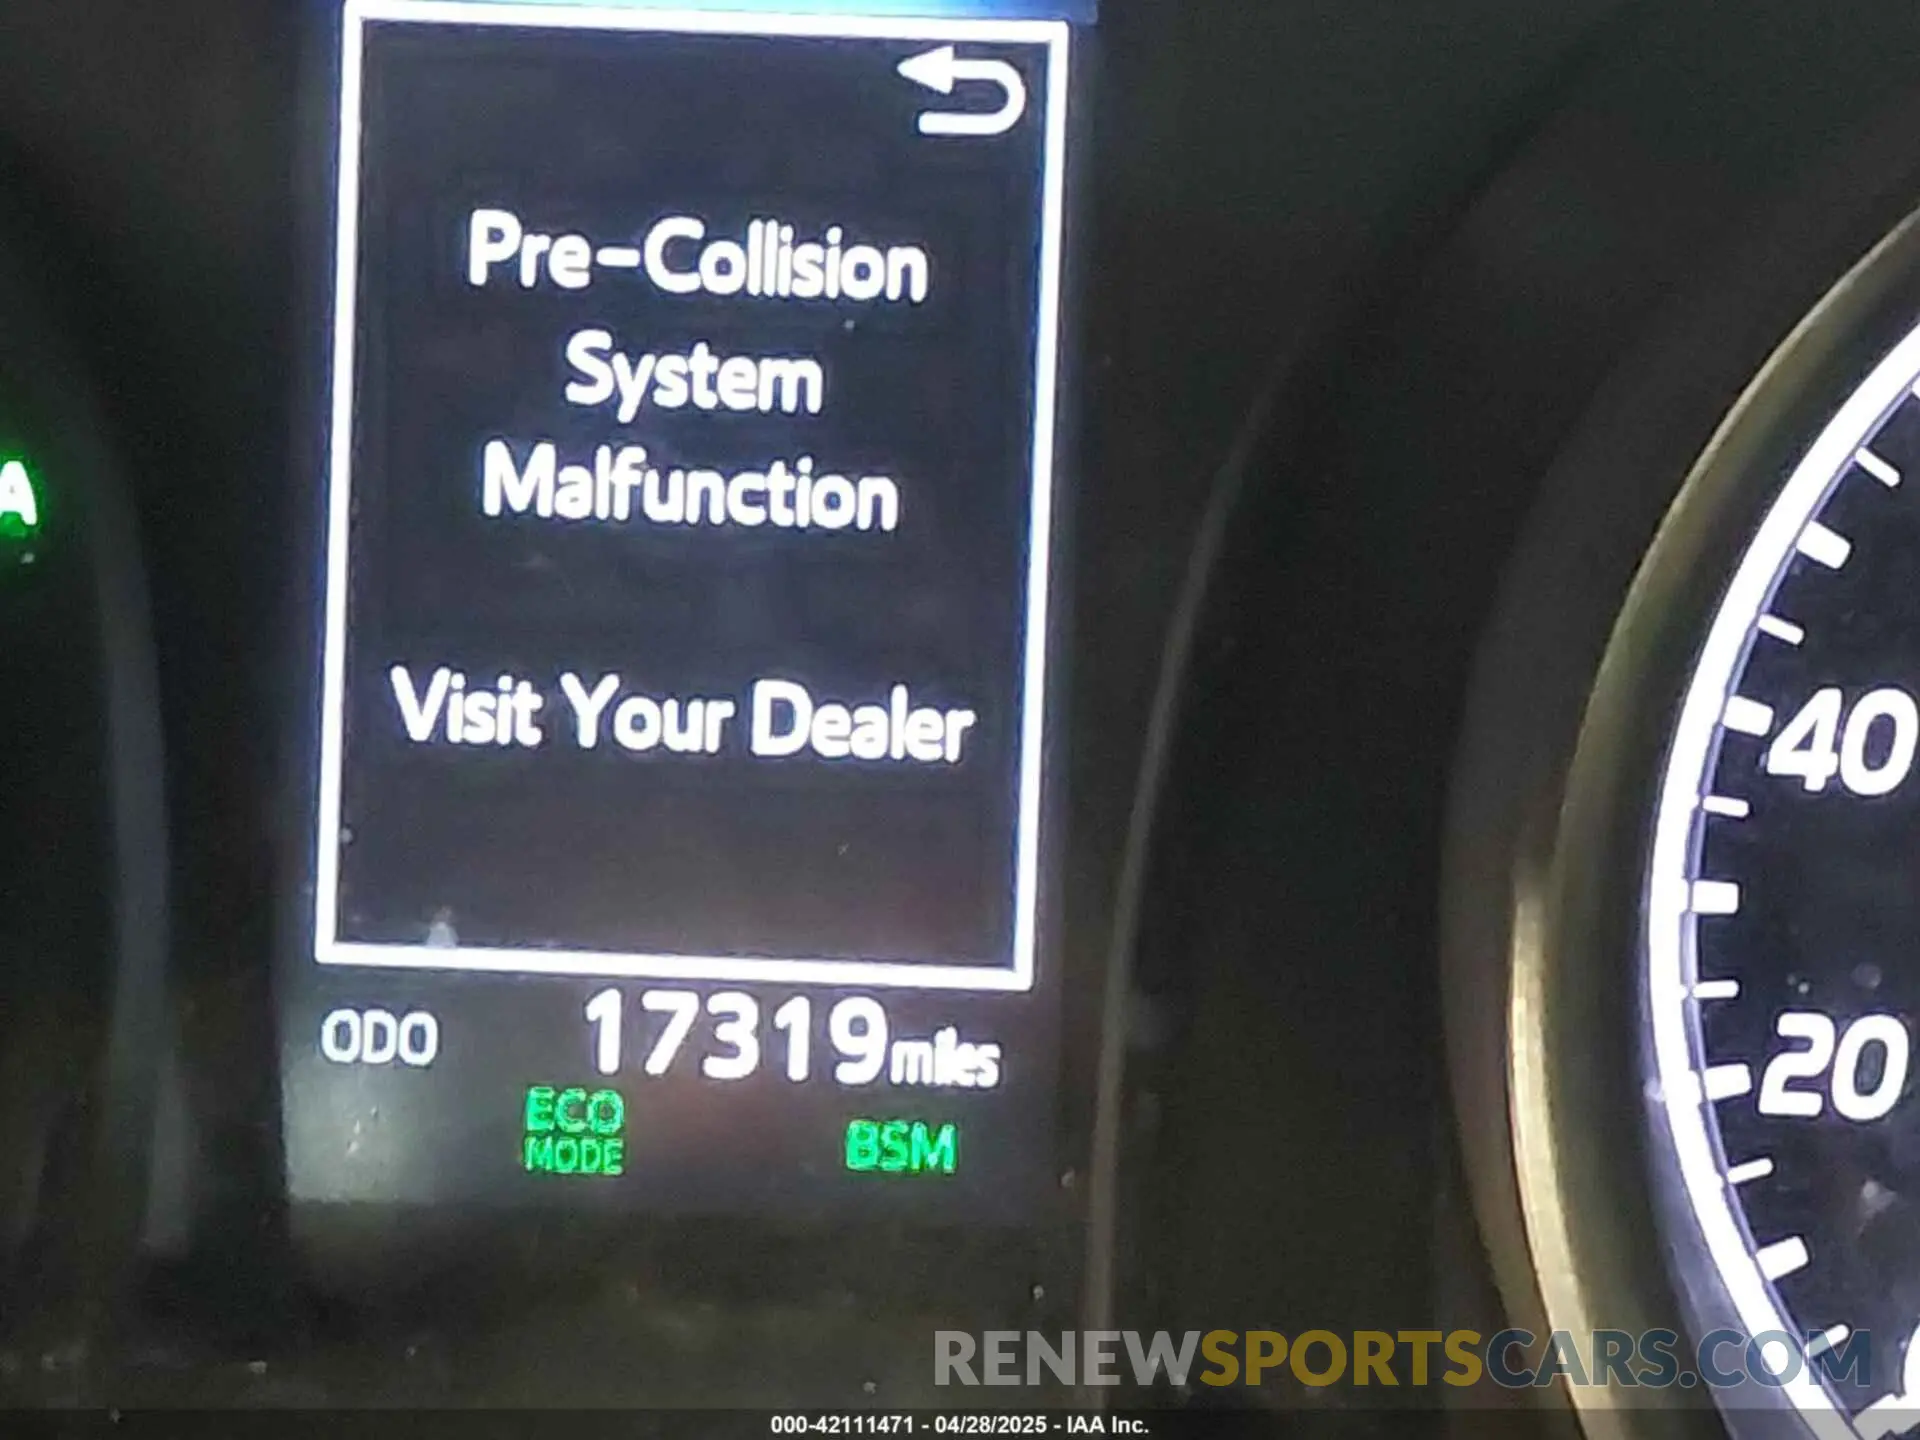 Pre-Collision
System
Malfunction
Visit Your Dealer
A
40
20
ODO 17319 miles
ECO
MODE
BSM
RENEWSPORTSCARS.COM
000-42111471 - 04/28/2025 - IAA Inc.